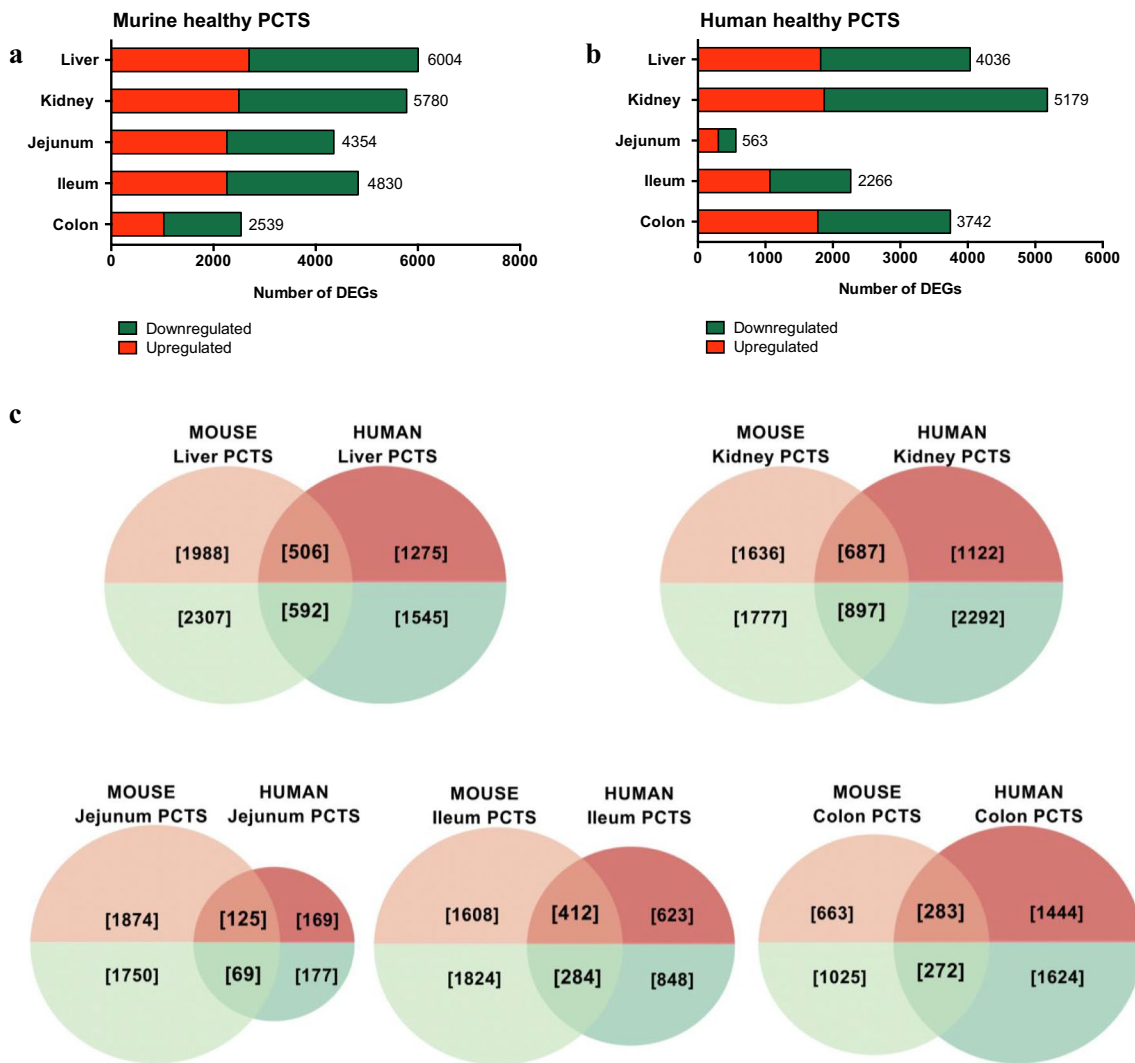 Murine healthy PCTS
a
Liver 6004
Kidney 5780
Jejunum 4354
Ileum 4830
Colon 2539
0 2000 4000 6000 8000
Number of DEGs
Downregulated
Upregulated
Human healthy PCTS
b
Liver 4036
Kidney 5179
Jejunum 563
Ileum 2266
Colon 3742
0 1000 2000 3000 4000 5000 6000
Number of DEGs
Downregulated
Upregulated
c
MOUSE HUMAN
Liver PCTS Liver PCTS
[1988] [506] [1275]
[2307] [592] [1545]
MOUSE HUMAN
Kidney PCTS Kidney PCTS
[1636] [687] [1122]
[1777] [897] [2292]
MOUSE HUMAN
Jejunum PCTS Jejunum PCTS
[1874] [125] [169]
[1750] [69] [177]
MOUSE HUMAN
Ileum PCTS Ileum PCTS
[1608] [412] [623]
[1824] [284] [848]
MOUSE HUMAN
Colon PCTS Colon PCTS
[663] [283] [1444]
[1025] [272] [1624]